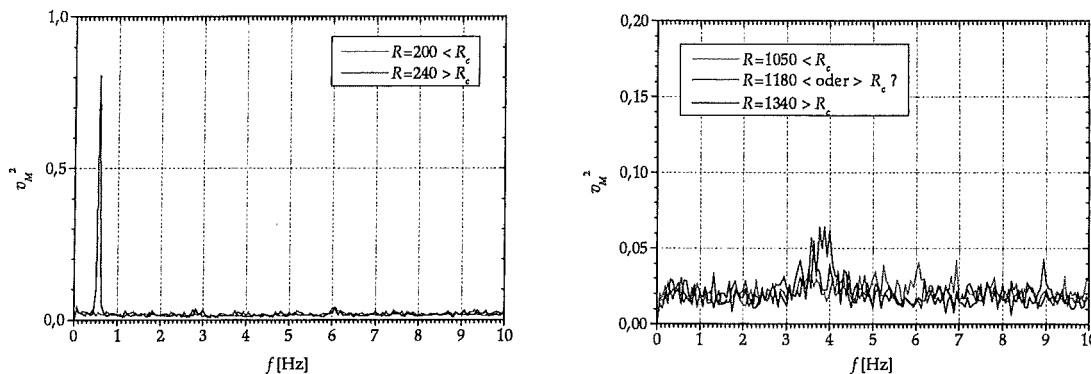 1,0
R=200 < R_c
R=240 > R_c
0,5
v_M^2
0,0
0 1 2 3 4 5 6 7 8 9 10
f [Hz]
0,20
R=1050 < R_c
R=1180 < oder > R_c ?
R=1340 > R_c
0,15
0,10
v_M^2
0,05
0,00
0 1 2 3 4 5 6 7 8 9 10
f [Hz]